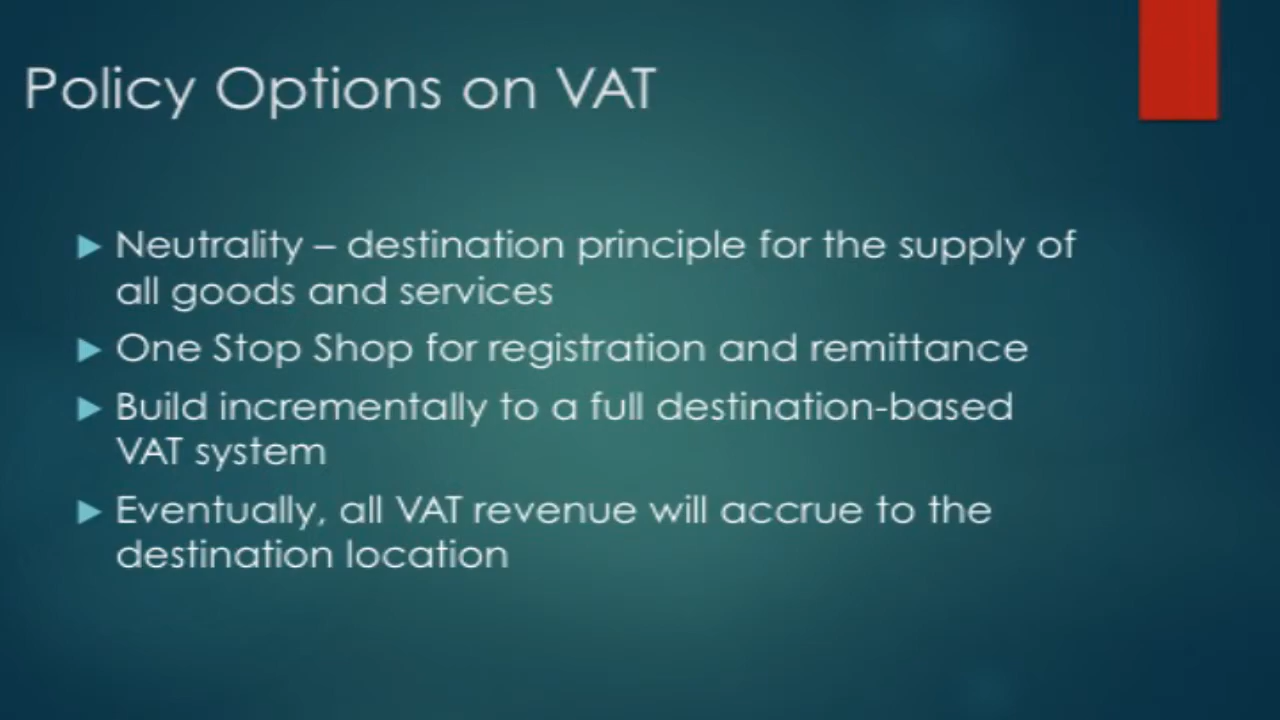 Policy Options on VAT
Neutrality – destination principle for the supply of
all goods and services
One Stop Shop for registration and remittance
Build incrementally to a full destination-based
VAT system
Eventually, all VAT revenue will accrue to the
destination location